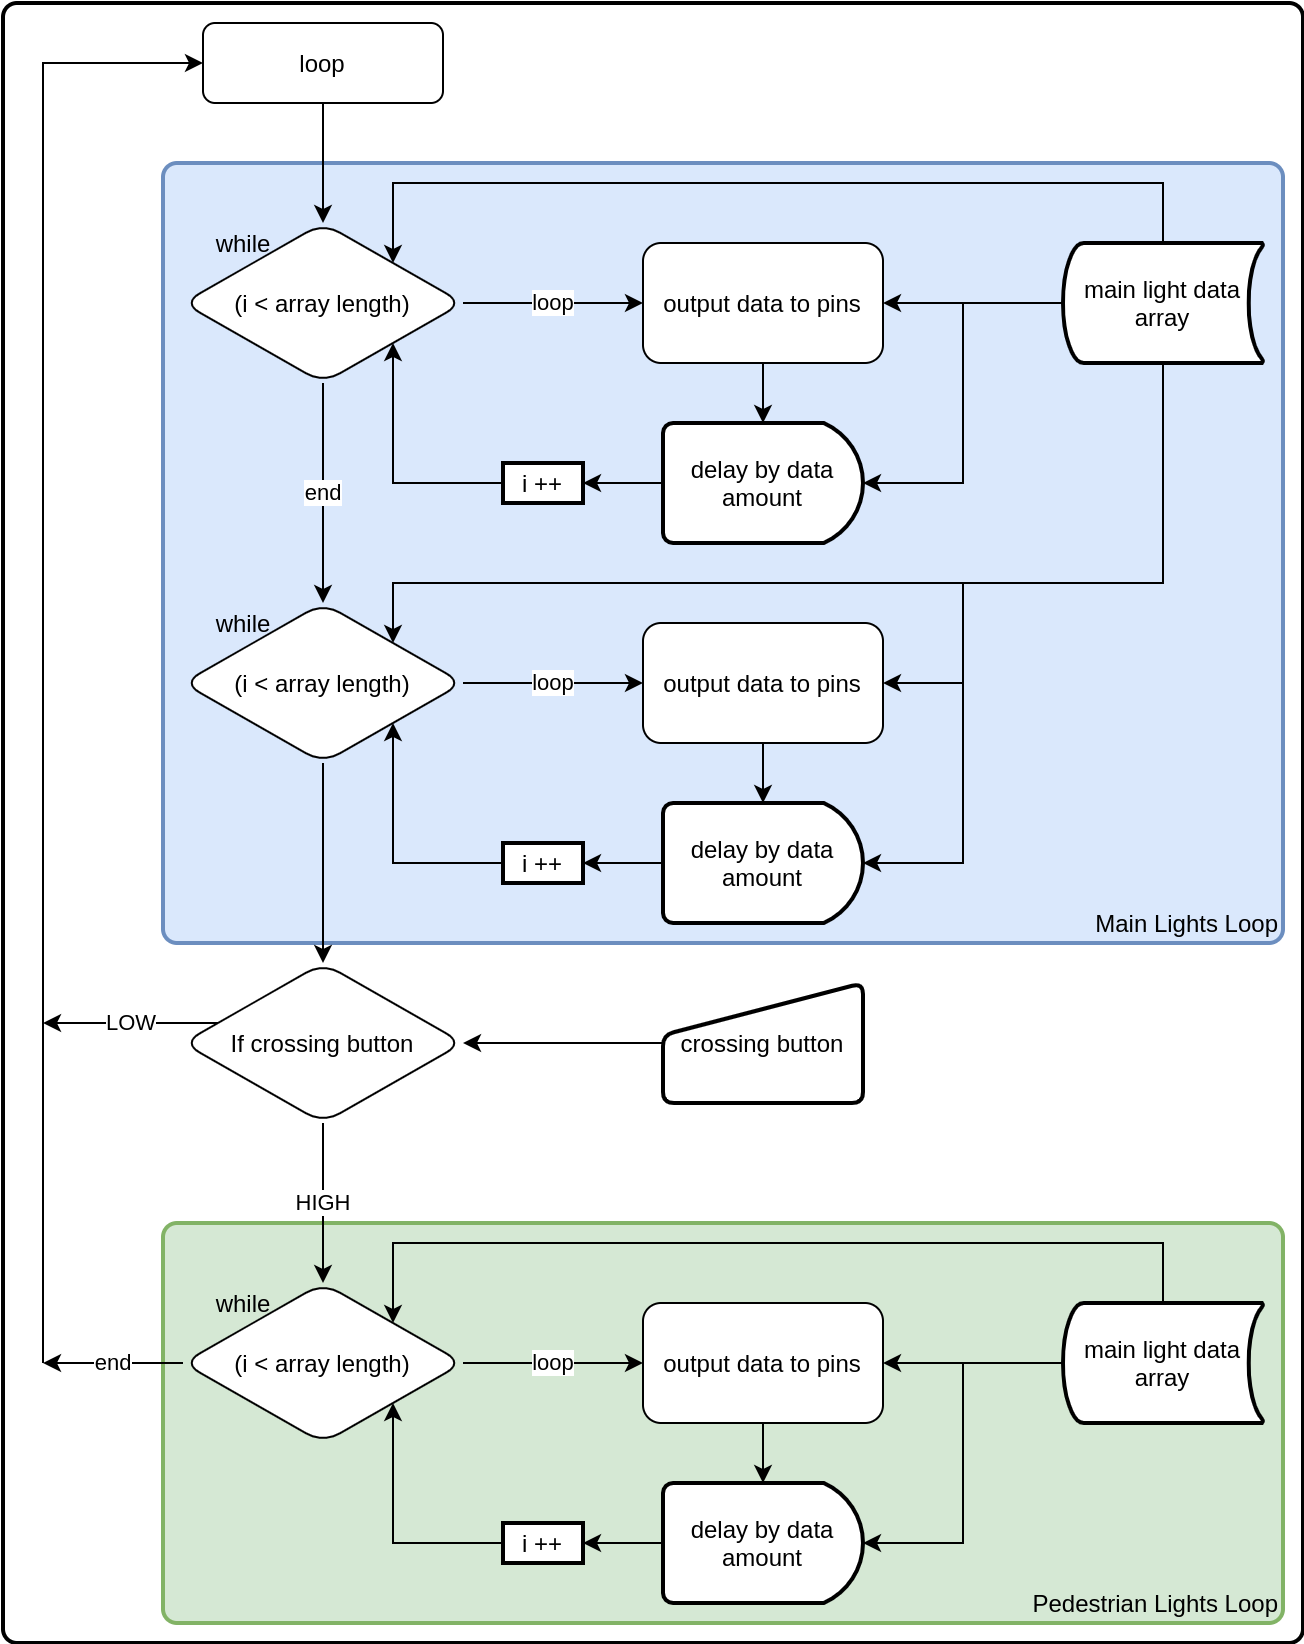 loop
while
(i < array length)
loop
output data to pins
main light data
array
end
i ++
delay by data
amount
while
(i < array length)
loop
output data to pins
i ++
delay by data
amount
Main Lights Loop
LOW
If crossing button
crossing button
HIGH
while
(i < array length)
end
loop
output data to pins
main light data
array
i ++
delay by data
amount
Pedestrian Lights Loop